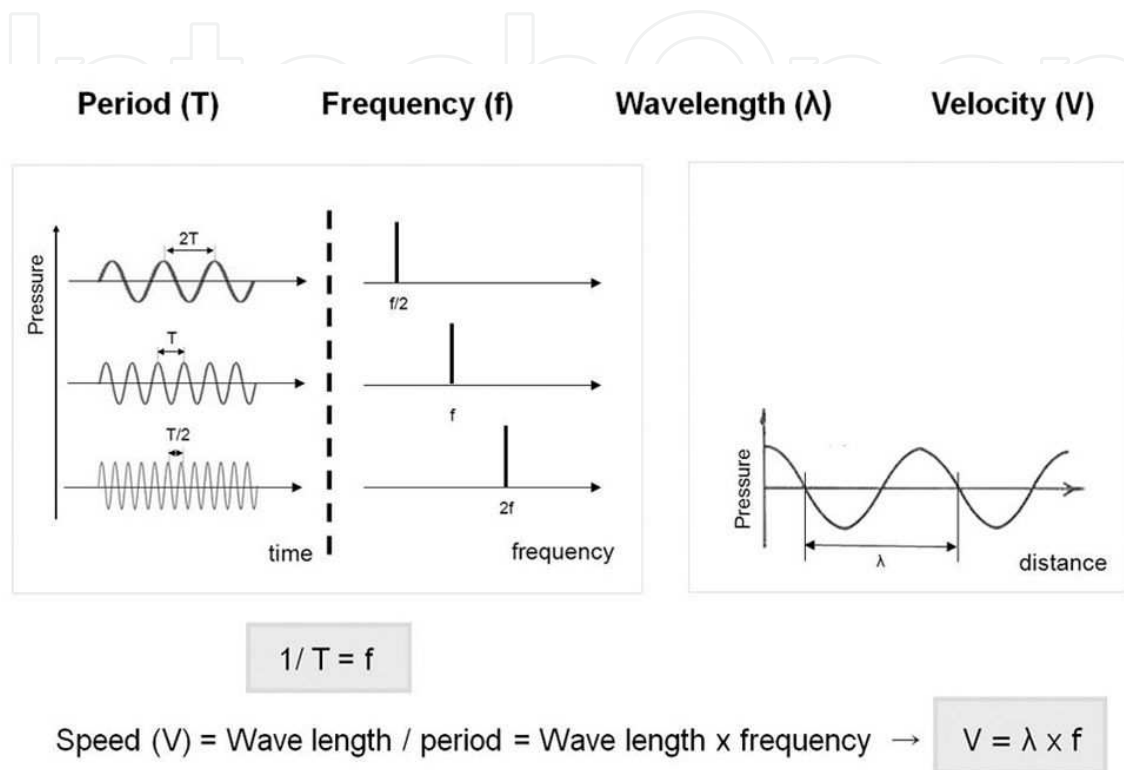 IntechOpen
Period (T) Frequency (f) Wavelength (λ) Velocity (V)
Pressure
2T
f/2
T
f
T/2
2f
time
frequency
Pressure
λ
distance
1/ T = f
Speed (V) = Wave length / period = Wave length x frequency → V = λ x f